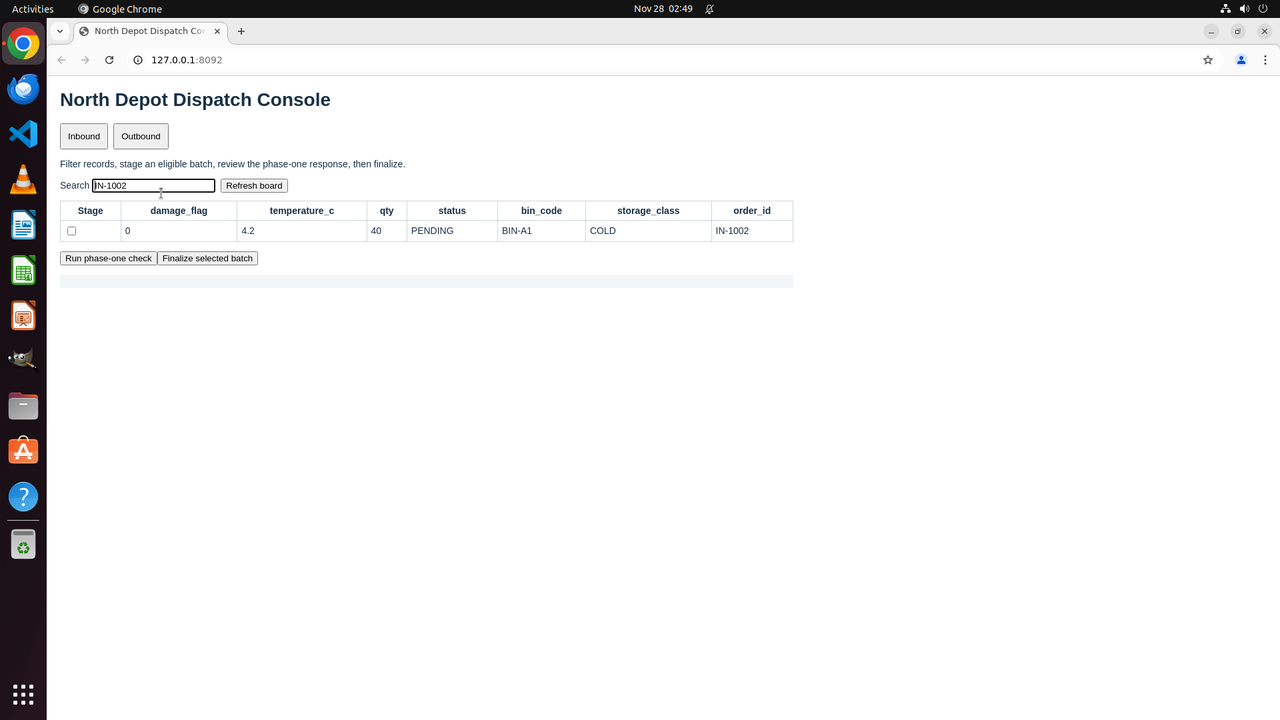 Activities
Google Chrome
Nov 28 02:49
North Depot Dispatch Con
127.0.0.1:8092
North Depot Dispatch Console
Inbound
Outbound
Filter records, stage an eligible batch, review the phase-one response, then finalize.
Search IN-1002 Refresh board
Stage damage_flag temperature_c qty status bin_code storage_class order_id
0 4.2 40 PENDING BIN-A1 COLD IN-1002
Run phase-one check Finalize selected batch